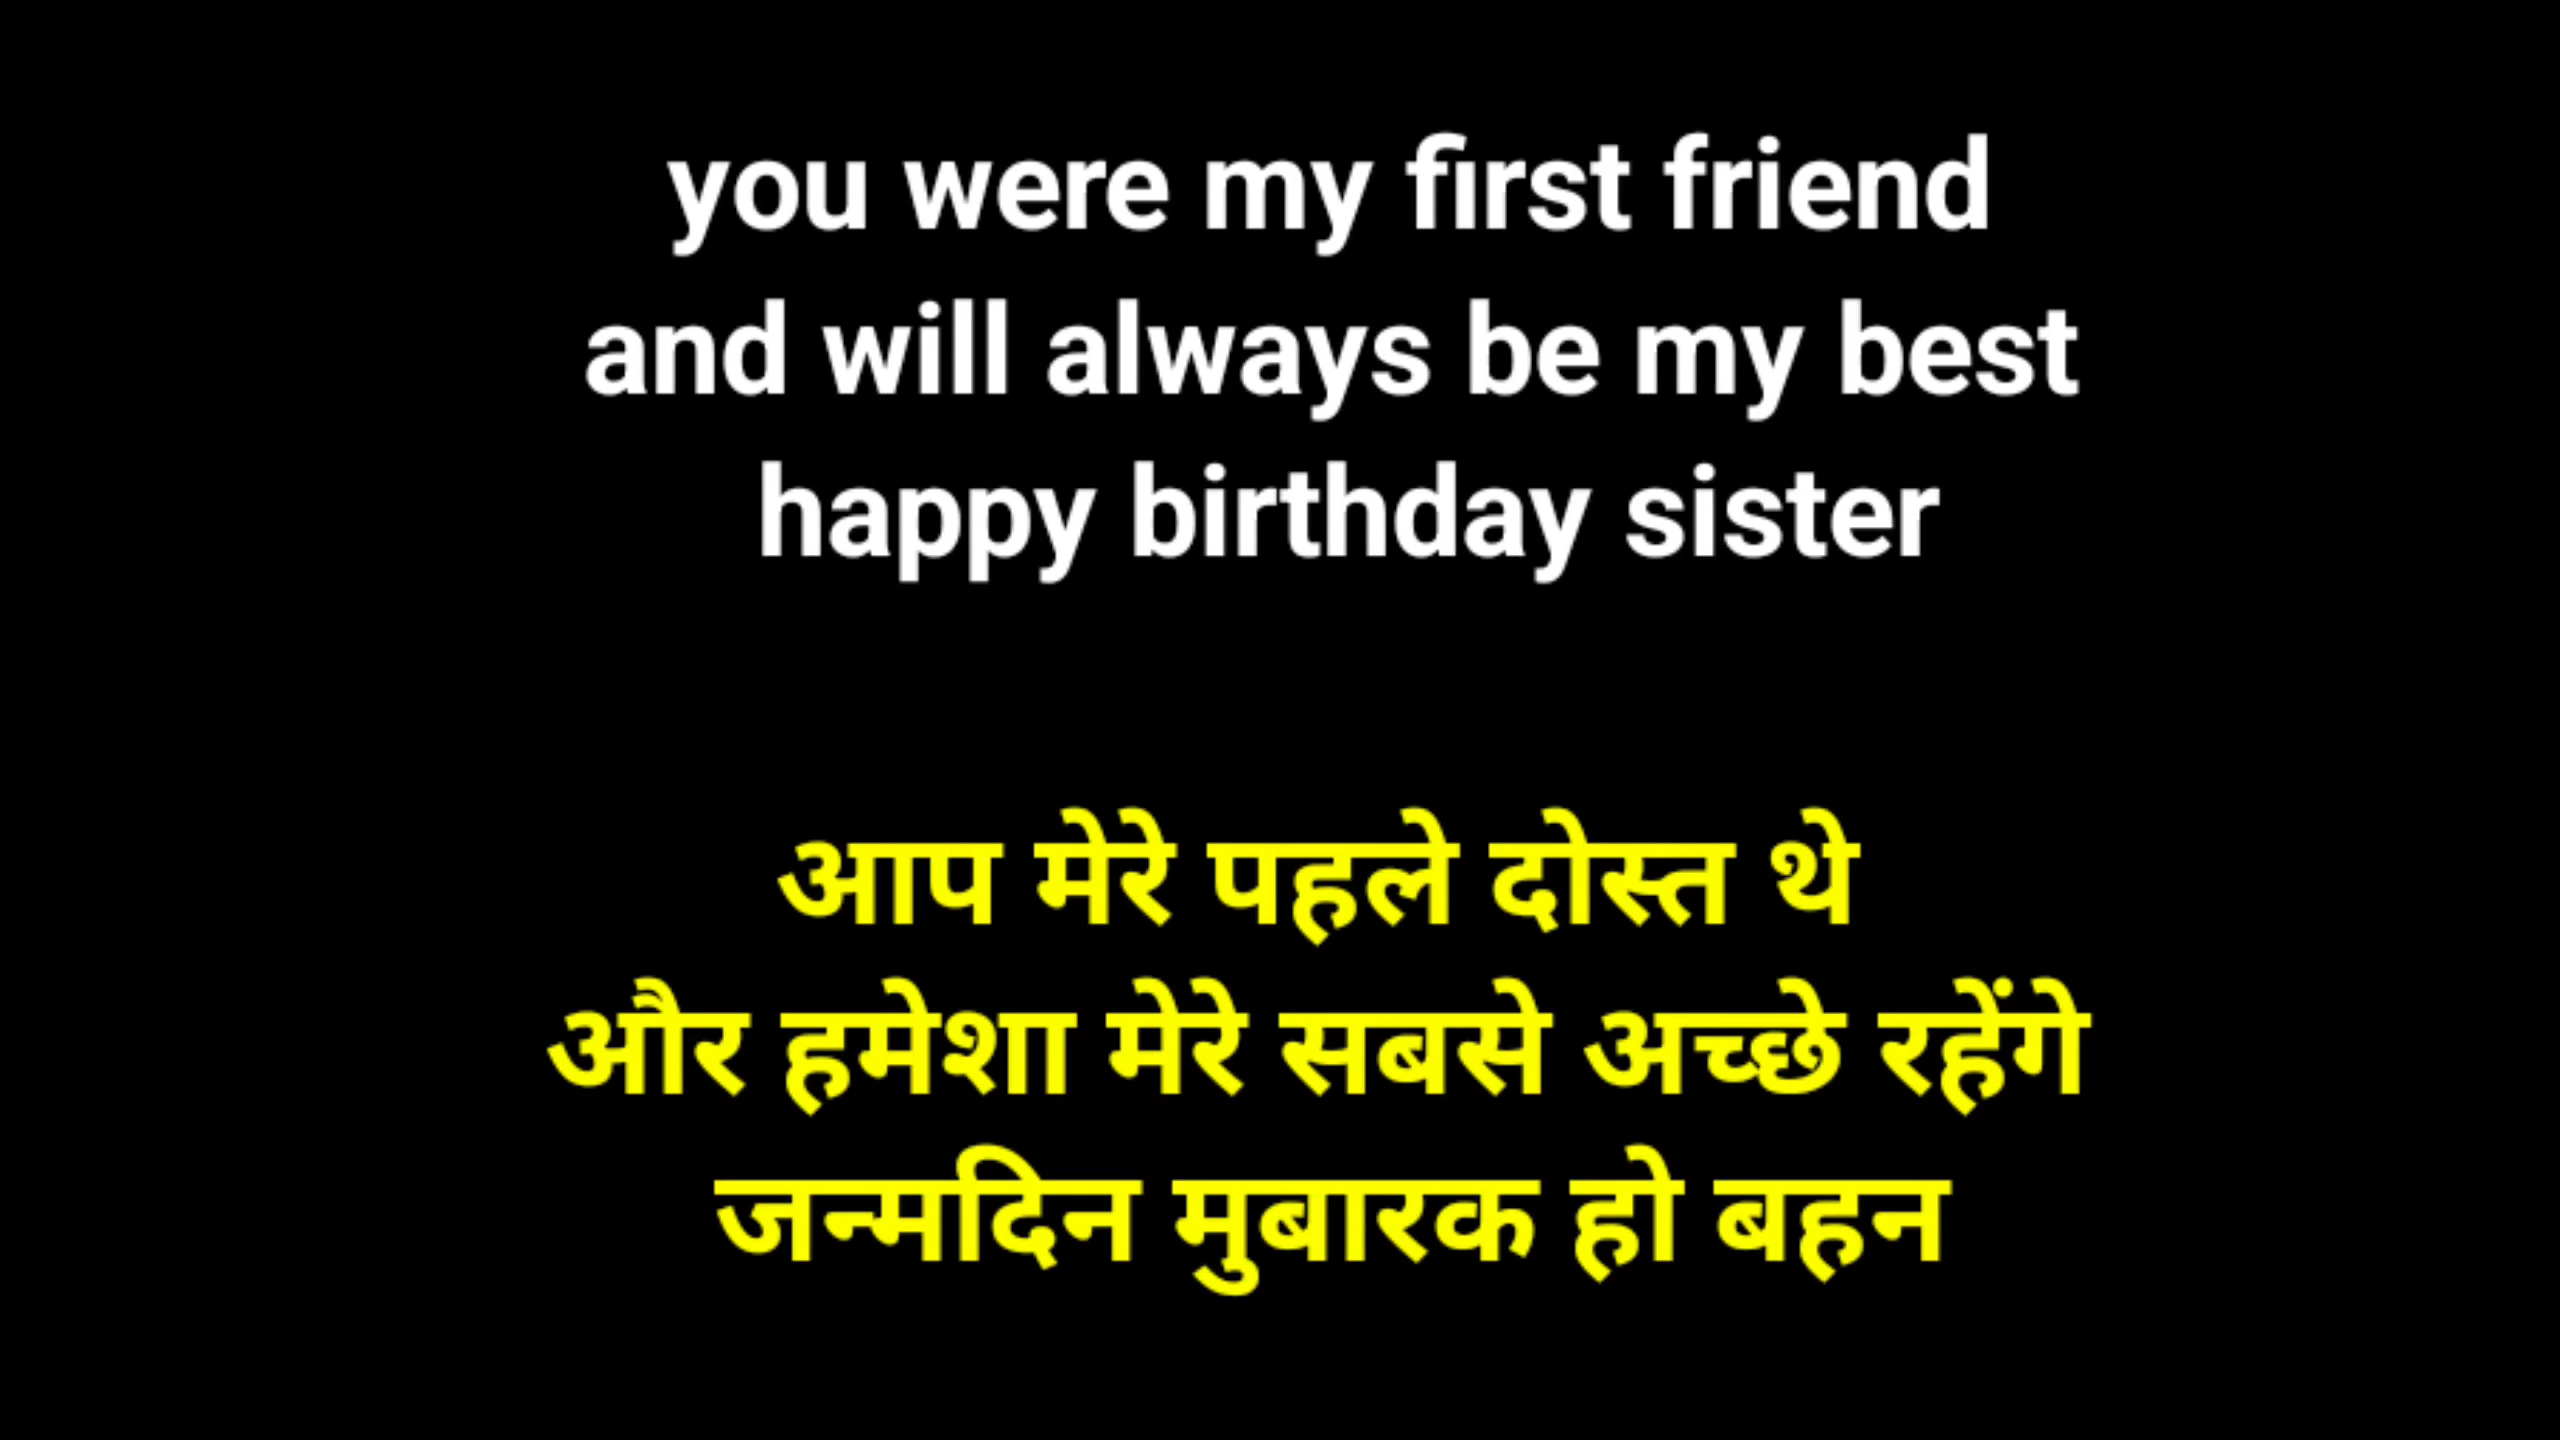 you were my first friend
and will always be my best
happy birthday sister
आप मेरे पहले दोस्त थे
और हमेशा मेरे सबसे अच्छे रहेंगे
जन्मदिन मुबारक हो बहन